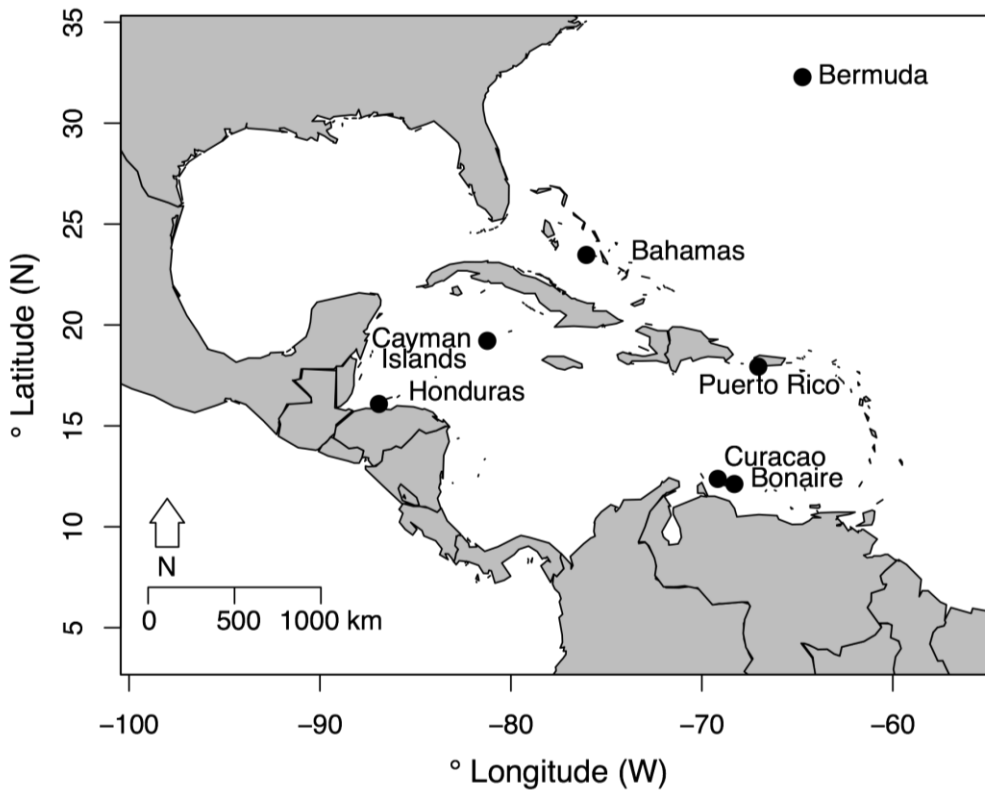 35
30
25
20
15
10
5
° Latitude (N)
Bermuda
Bahamas
Cayman
Islands
Honduras
Puerto Rico
Curacao
Bonaire
N
0 500 1000 km
−100 −90 −80 −70 −60
° Longitude (W)